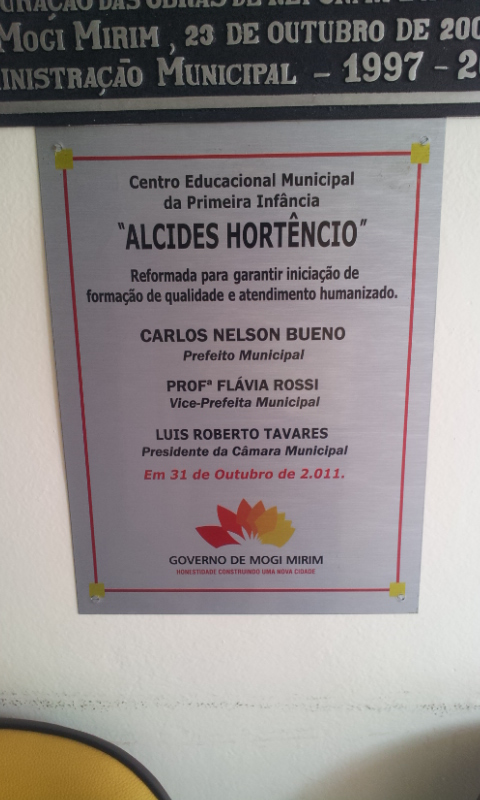 DAS OBRAS DE
MOGI MIRIM, 23 DE OUTUBRO DE
MUNICIPAL – 1997 –
Centro Educacional Municipal
da Primeira Infância
"ALCIDES HORTÊNCIO"
Reformada para garantir iniciação de
formação de qualidade e atendimento humanizado.
CARLOS NELSON BUENO
Prefeito Municipal
PROFª FLÁVIA ROSSI
Vice-Prefeita Municipal
LUIS ROBERTO TAVARES
Presidente da Câmara Municipal
Em 31 de Outubro de 2.011.
GOVERNO DE MOGI MIRIM
HONESTIDADE CONSTRUINDO UMA NOVA CIDADE